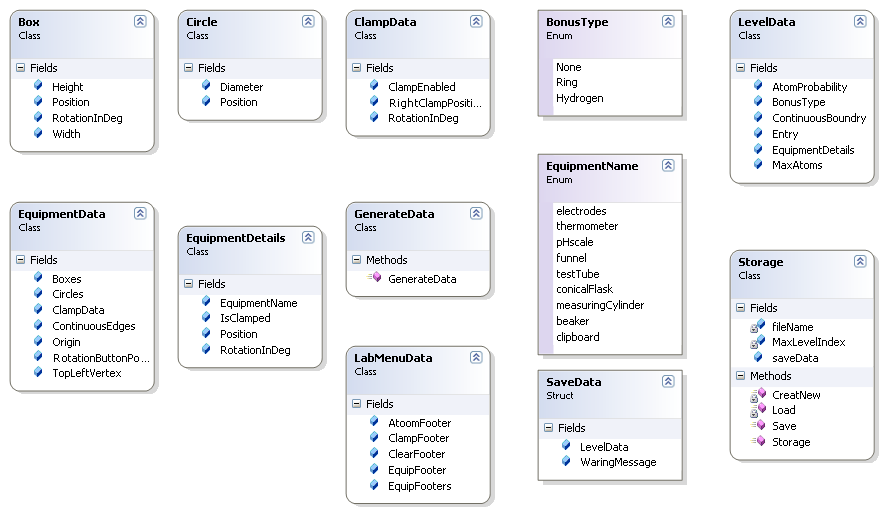 Box
Class
Fields
Height
Position
RotationInDeg
Width
Circle
Class
Fields
Diameter
Position
ClampData
Class
Fields
ClampEnabled
RightClampPositi...
RotationInDeg
BonusType
Enum
None
Ring
Hydrogen
LevelData
Class
Fields
AtomProbability
BonusType
ContinuousBoundry
Entry
EquipmentDetails
MaxAtoms
EquipmentData
Class
Fields
Boxes
Circles
ClampData
ContinuousEdges
Origin
RotationButtonPo...
TopLeftVertex
EquipmentDetails
Class
Fields
EquipmentName
IsClamped
Position
RotationInDeg
GenerateData
Class
Methods
GenerateData
LabMenuData
Class
Fields
AtoomFooter
ClampFooter
ClearFooter
EquipFooter
EquipFooters
EquipmentName
Enum
electrodes
thermometer
pHscale
funnel
testTube
conicalFlask
measuringCylinder
beaker
clipboard
SaveData
Struct
Fields
LevelData
WaringMessage
Storage
Class
Fields
fileName
MaxLevelIndex
saveData
Methods
CreatNew
Load
Save
Storage